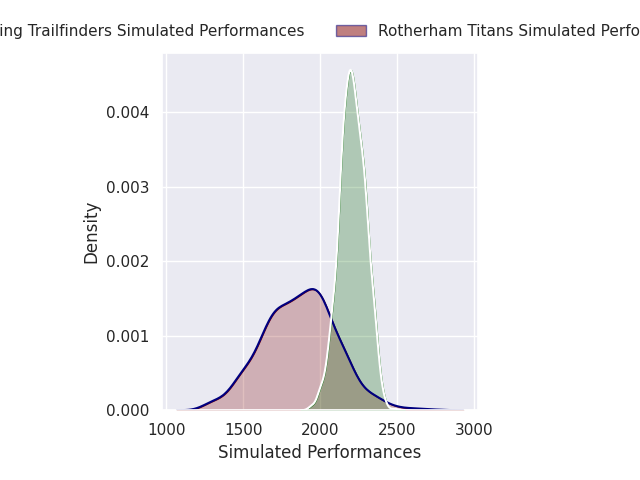 ing Trailfinders Simulated Performances
Rotherham Titans Simulated Perfo
0.004
0.003
0.002
0.001
0.000
Density
1000 1500 2000 2500 3000
Simulated Performances